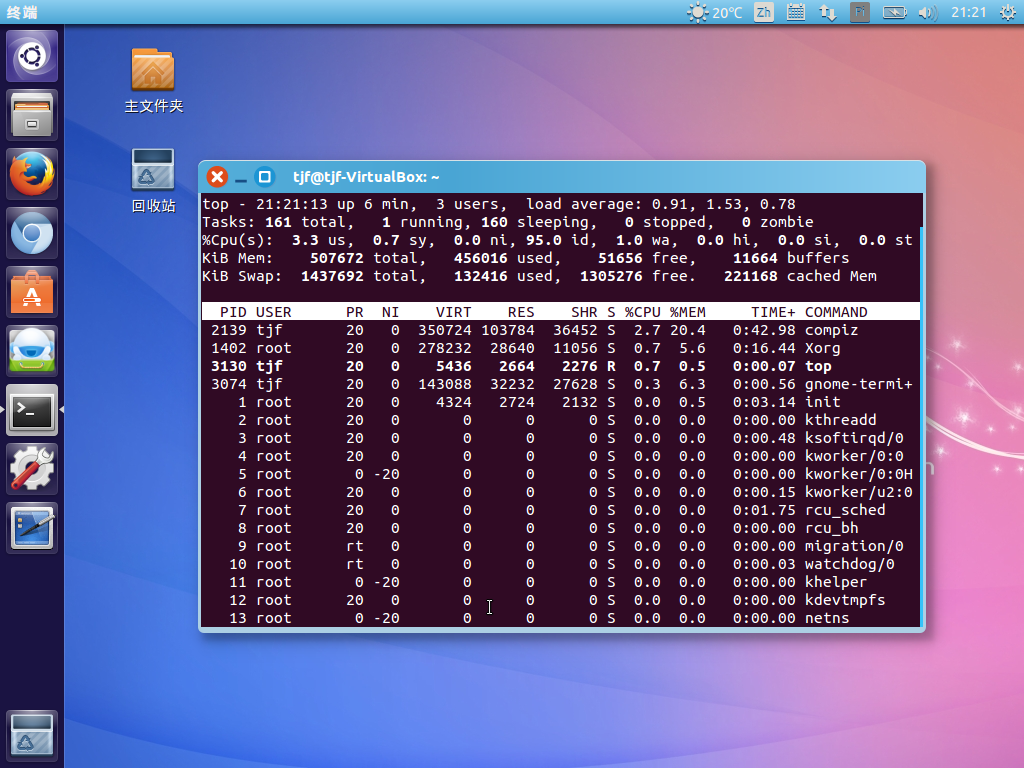 终端
20℃ Zh Fi 21:21
主文件夹
回收站
tjf@tjf-VirtualBox: ~
top - 21:21:13 up 6 min,  3 users,  load average: 0.91, 1.53, 0.78
Tasks: 161 total,   1 running, 160 sleeping,   0 stopped,   0 zombie
%Cpu(s):  3.3 us,  0.7 sy,  0.0 ni, 95.0 id,  1.0 wa,  0.0 hi,  0.0 si,  0.0 st
KiB Mem:    507672 total,   456016 used,    51656 free,    11664 buffers
KiB Swap:  1437692 total,   132416 used,  1305276 free.   221168 cached Mem
PID USER      PR  NI    VIRT    RES    SHR S %CPU %MEM     TIME+ COMMAND
2139 tjf       20   0  350724 103784  36452 S  2.7 20.4   0:42.98 compiz
1402 root      20   0  278232  28640  11056 S  0.7  5.6   0:16.44 Xorg
3130 tjf       20   0    5436   2664   2276 R  0.7  0.5   0:00.07 top
3074 tjf       20   0  143088  32232  27628 S  0.3  6.3   0:00.56 gnome-termi+
1 root      20   0    4324   2724   2132 S  0.0  0.5   0:03.14 init
2 root      20   0       0      0      0 S  0.0  0.0   0:00.00 kthreadd
3 root      20   0       0      0      0 S  0.0  0.0   0:00.48 ksoftirqd/0
4 root      20   0       0      0      0 S  0.0  0.0   0:00.00 kworker/0:0
5 root       0 -20       0      0      0 S  0.0  0.0   0:00.00 kworker/0:0H
6 root      20   0       0      0      0 S  0.0  0.0   0:00.15 kworker/u2:0
7 root      20   0       0      0      0 S  0.0  0.0   0:01.75 rcu_sched
8 root      20   0       0      0      0 S  0.0  0.0   0:00.00 rcu_bh
9 root      rt   0       0      0      0 S  0.0  0.0   0:00.00 migration/0
10 root      rt   0       0      0      0 S  0.0  0.0   0:00.03 watchdog/0
11 root       0 -20       0      0      0 S  0.0  0.0   0:00.00 khelper
12 root      20   0       0      0      0 S  0.0  0.0   0:00.00 kdevtmpfs
13 root       0 -20       0      0      0 S  0.0  0.0   0:00.00 netns